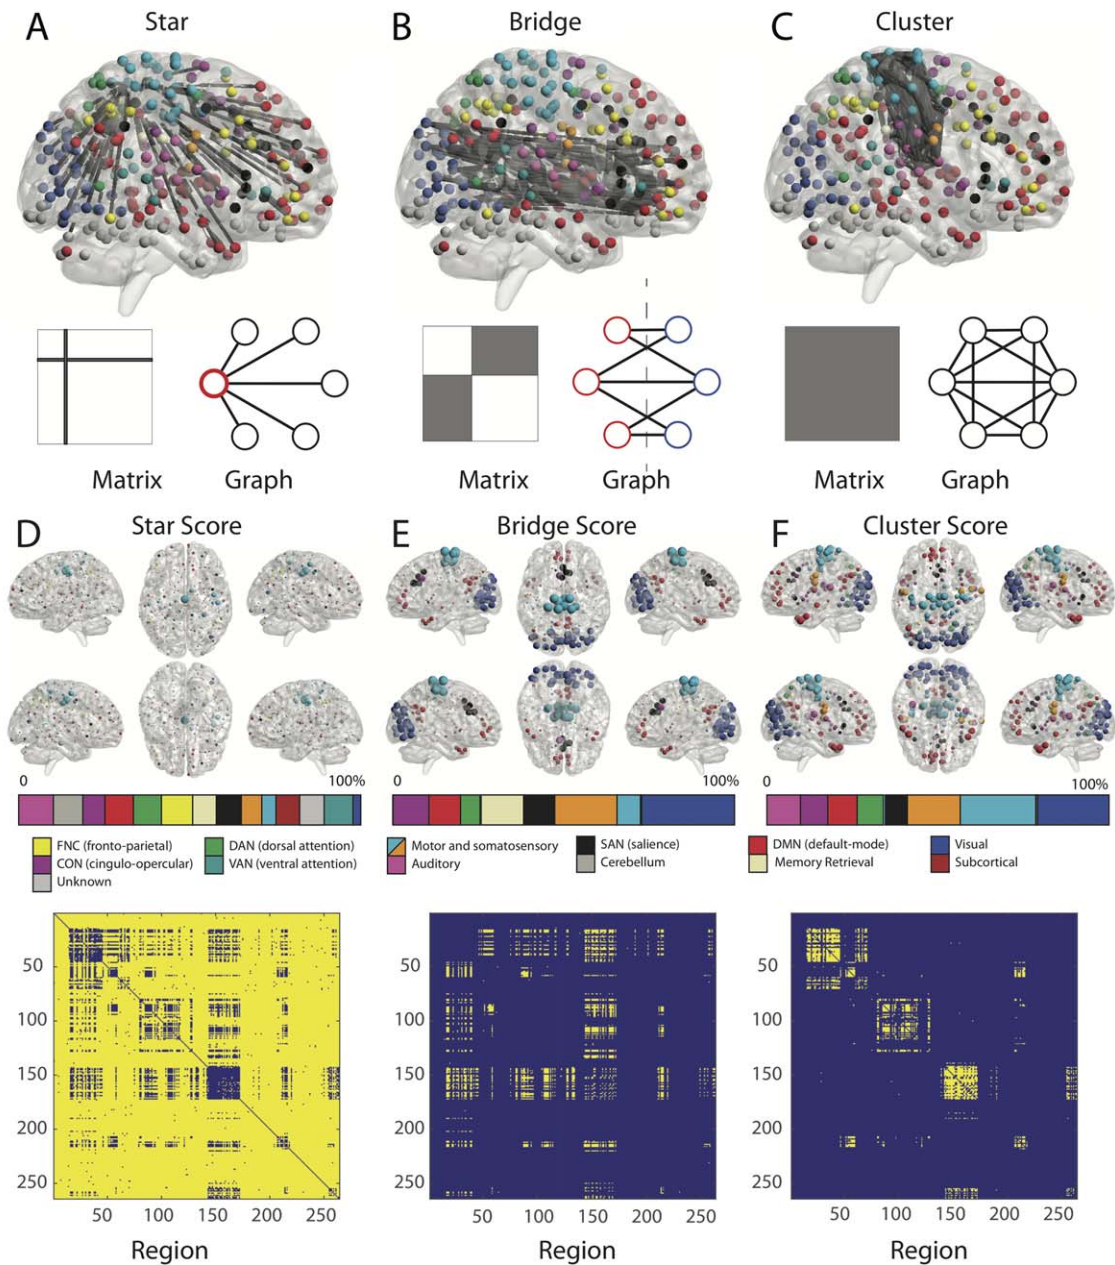 A Star
B Bridge
C Cluster
Matrix Graph
Matrix Graph
Matrix Graph
D Star Score
E Bridge Score
F Cluster Score
0 100%
0 100%
0 100%
FNC (fronto-parietal)
CON (cingulo-opercular)
Unknown
DAN (dorsal attention)
VAN (ventral attention)
Motor and somatosensory
Auditory
SAN (salience)
Cerebellum
DMN (default-mode)
Memory Retrieval
Visual
Subcortical
50
100
150
200
250
50 100 150 200 250
Region
50
100
150
200
250
50 100 150 200 250
Region
50
100
150
200
250
50 100 150 200 250
Region